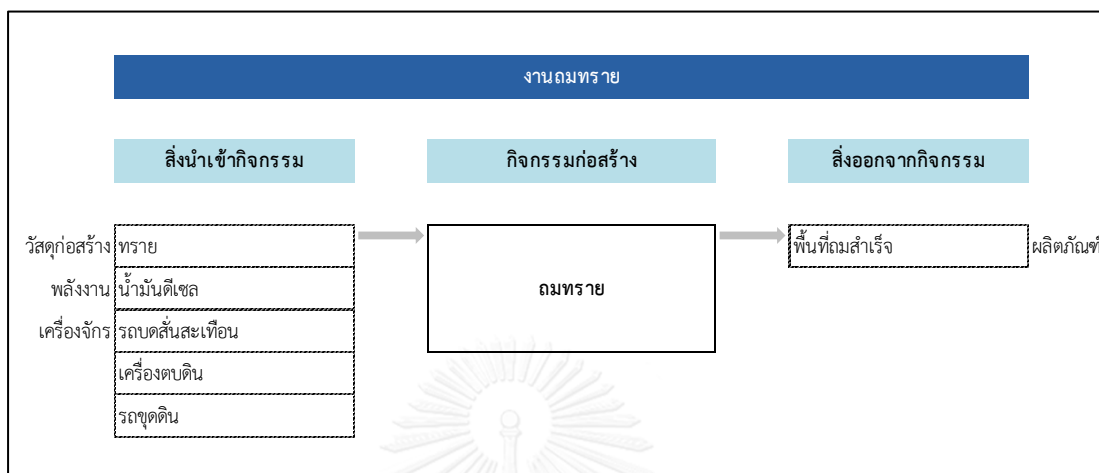 งานถมทราย
สิ่งนำเข้ากิจกรรม กิจกรรมก่อสร้าง สิ่งออกจากกิจกรรม
วัสดุก่อสร้าง ทราย พื้นที่ถมสำเร็จ ผลิตภัณฑ์
พลังงาน น้ำมันดีเซล ถมทราย
เครื่องจักร รถบดสั่นสะเทือน
เครื่องตบดิน
รถขุดดิน